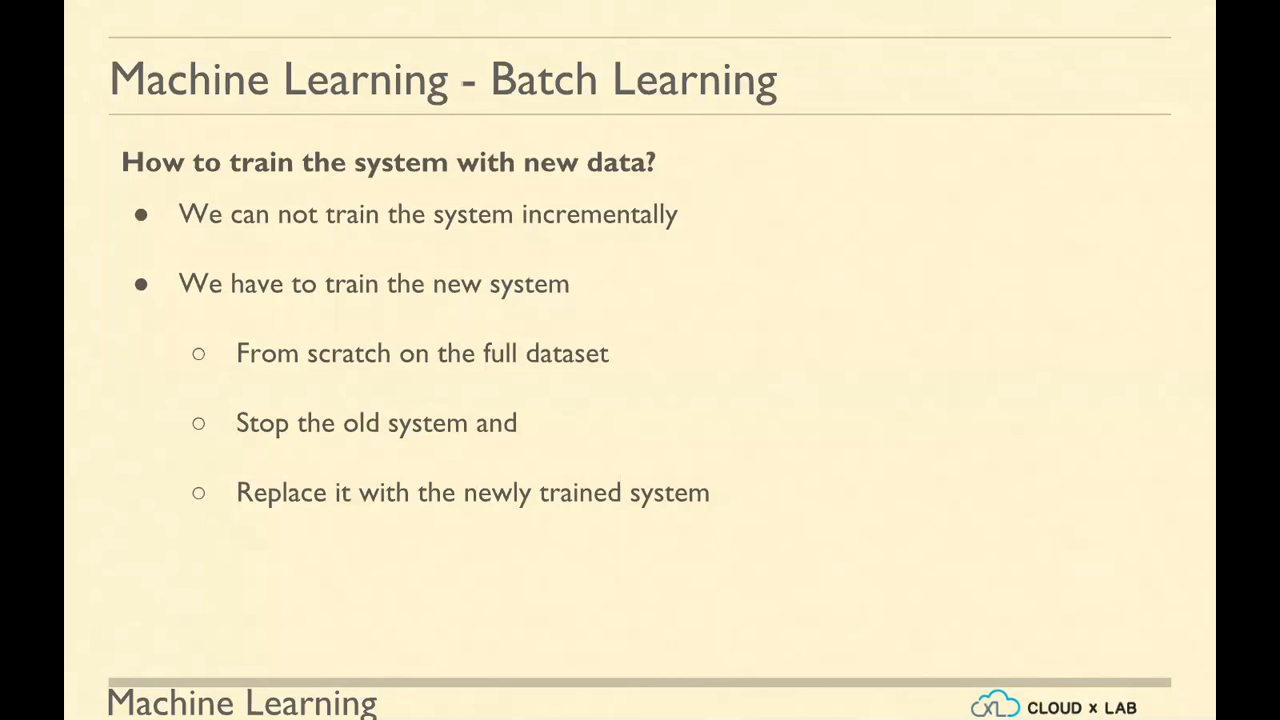 Machine Learning - Batch Learning
How to train the system with new data?
● We can not train the system incrementally
● We have to train the new system
○ From scratch on the full dataset
○ Stop the old system and
○ Replace it with the newly trained system
Machine Learning
CLOUD x LAB